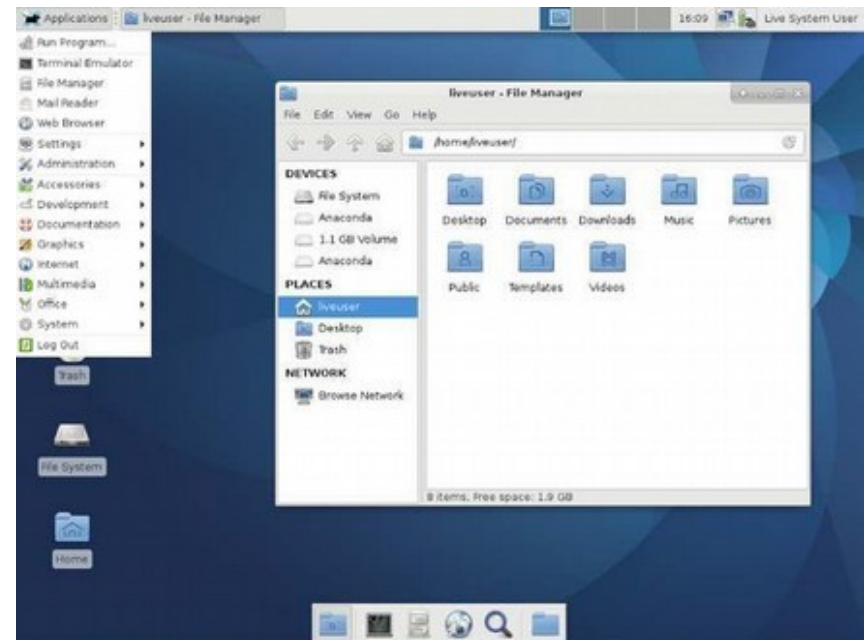 Applications
liveuser - File Manager
16:09
Live System User
Run Program...
Terminal Emulator
File Manager
Mail Reader
Web Browser
Settings
Administration
Accessories
Development
Documentation
Graphics
Internet
Multimedia
Office
System
Log Out
Trash
File System
Home
liveuser - File Manager
File Edit View Go Help
/home/liveuser/
DEVICES
File System
Anaconda
1.1 GB Volume
Anaconda
PLACES
liveuser
Desktop
Trash
NETWORK
Browse Network
Desktop Documents Downloads Music Pictures
Public Templates Videos
8 items, Free space: 1.9 GB